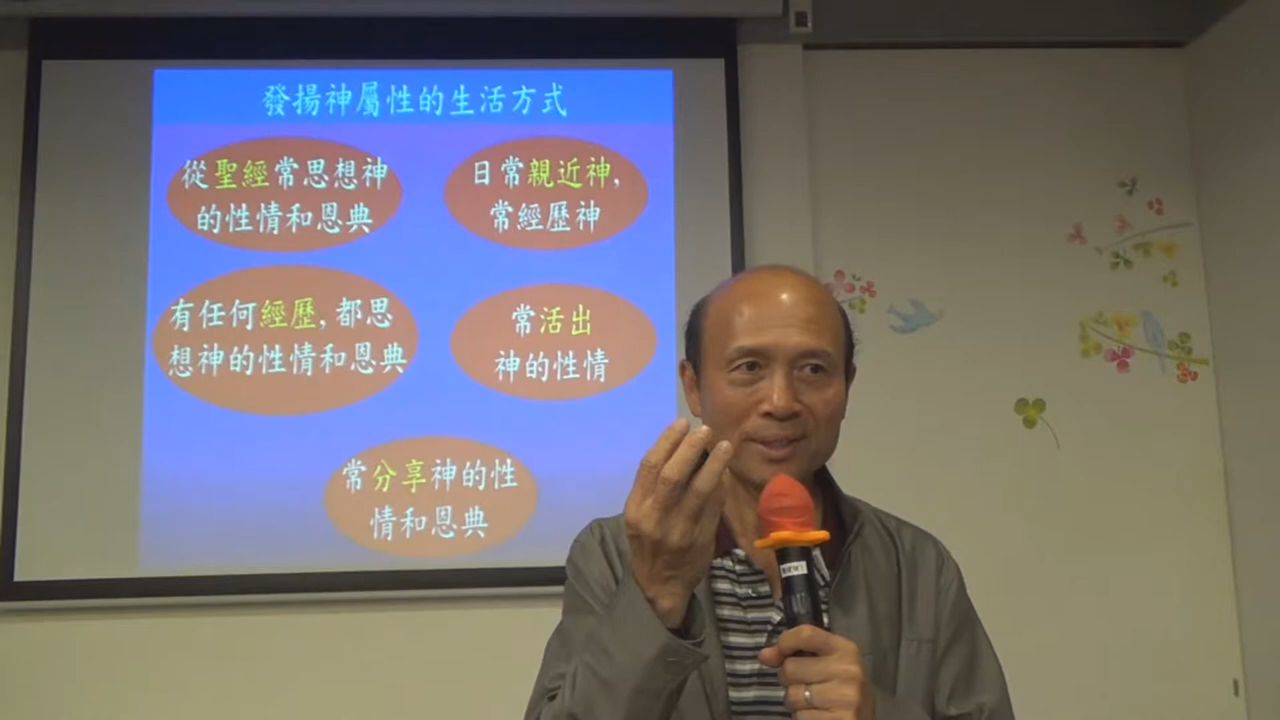 發揚神屬性的生活方式
從聖經常思想神
的性情和恩典
日常親近神,
常經歷神
有任何經歷,都思
想神的性情和恩典
常活出
神的性情
常分享神的性
情和恩典